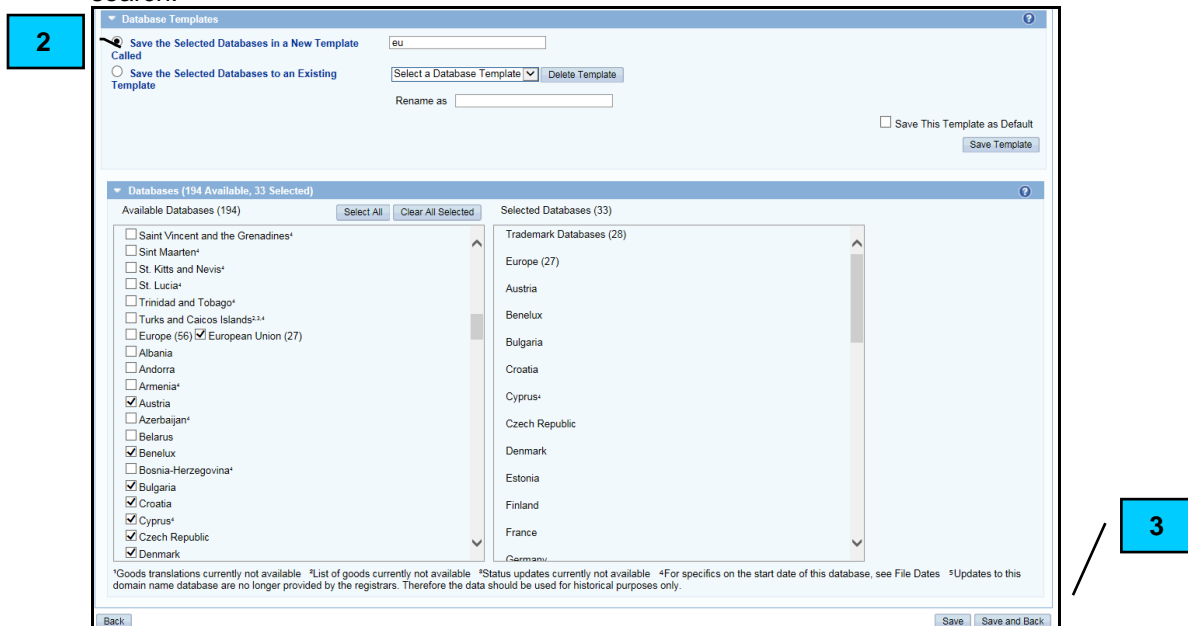 search.
2
Database Templates
Save the Selected Databases in a New Template Called
eu
Save the Selected Databases to an Existing Template
Select a Database Template
Delete Template
Rename as
Save This Template as Default
Save Template
Databases (194 Available, 33 Selected)
Available Databases (194)
Select All
Clear All Selected
Selected Databases (33)
Saint Vincent and the Grenadines⁴
Sint Maarten⁴
St. Kitts and Nevis⁴
St. Lucia⁴
Trinidad and Tobago⁴
Turks and Caicos Islands²,³,⁴
Europe (56) European Union (27)
Albania
Andorra
Armenia⁴
Austria
Azerbaijan⁴
Belarus
Benelux
Bosnia-Herzegovina⁴
Bulgaria
Croatia
Cyprus⁴
Czech Republic
Denmark
Trademark Databases (28)
Europe (27)
Austria
Benelux
Bulgaria
Croatia
Cyprus⁴
Czech Republic
Denmark
Estonia
Finland
France
Germany
3
¹Goods translations currently not available ²List of goods currently not available ³Status updates currently not available ⁴For specifics on the start date of this database, see File Dates ⁵Updates to this
domain name database are no longer provided by the registrars. Therefore the data should be used for historical purposes only.
Back
Save
Save and Back